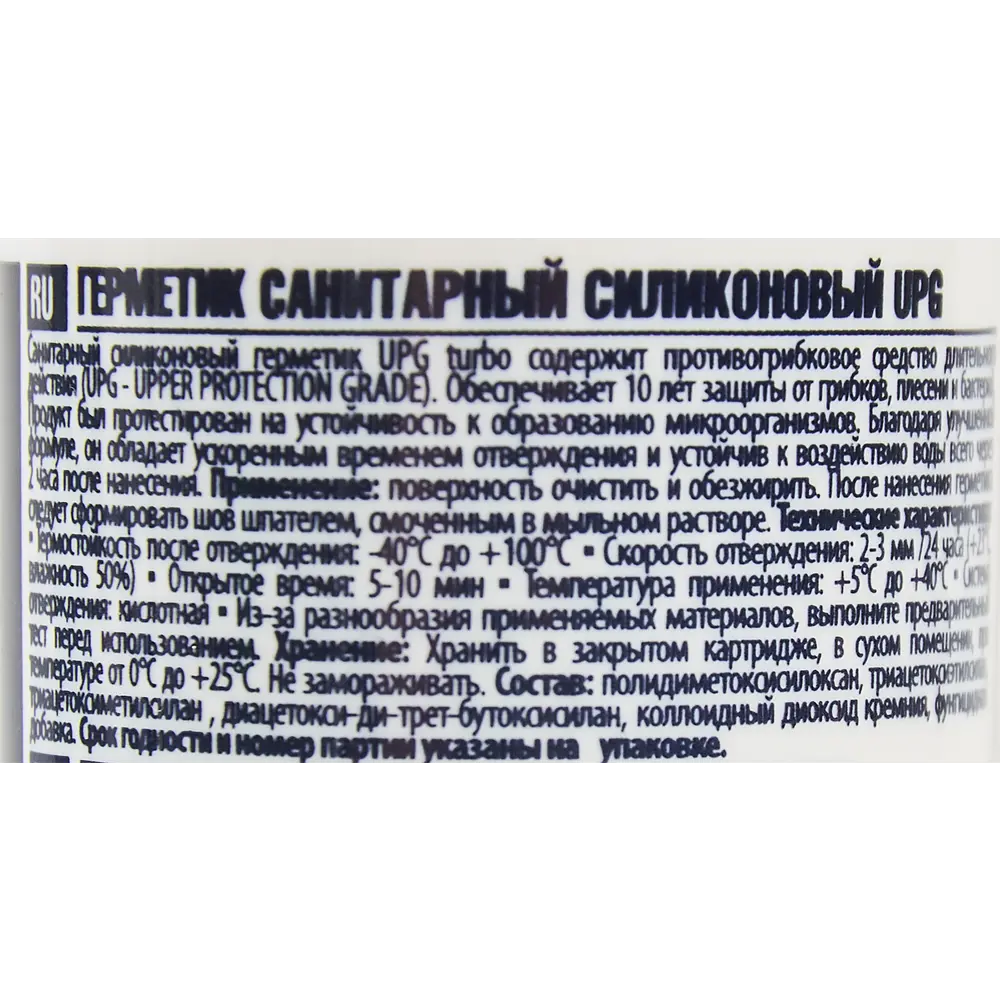 RU ГЕРМЕТИК САНИТАРНЫЙ СИЛИКОНОВЫЙ UPG
Санитарный силиконовый герметик UPG turbo содержит противогрибковое средство
действия (UPG - UPPER PROTECTION GRADE). Обеспечивает 10 лет защиты от грибков, плесени и
Продукт был протестирован на устойчивость к образованию микроорганизмов. Благодаря
формуле, он обладает ускоренным временем отверждения и устойчив к воздействию воды всего
2 часа после нанесения. Применение: поверхность очистить и обезжирить. После нанесения
следует сформировать шов шпателем, смоченным в мыльном растворе. Технические
• Термостойкость после отверждения: -40°C до +100°C • Скорость отверждения: 2-3 мм /24 часа
влажность 50%) • Открытое время: 5-10 мин • Температура применения: +5°C до +40°C •
отверждения: кислотная • Из-за разнообразия применяемых материалов, выполните
тест перед использованием. Хранение: Хранить в закрытом картридже, в сухом помещении,
температуре от 0°C до +25°C. Не замораживать. Состав: полидиметоксисилоксан,
триацетоксиметилсилан , диацетокси-ди-трет-бутоксисилан, коллоидный диоксид кремния,
добавка. Срок годности и номер партии указаны на упаковке.